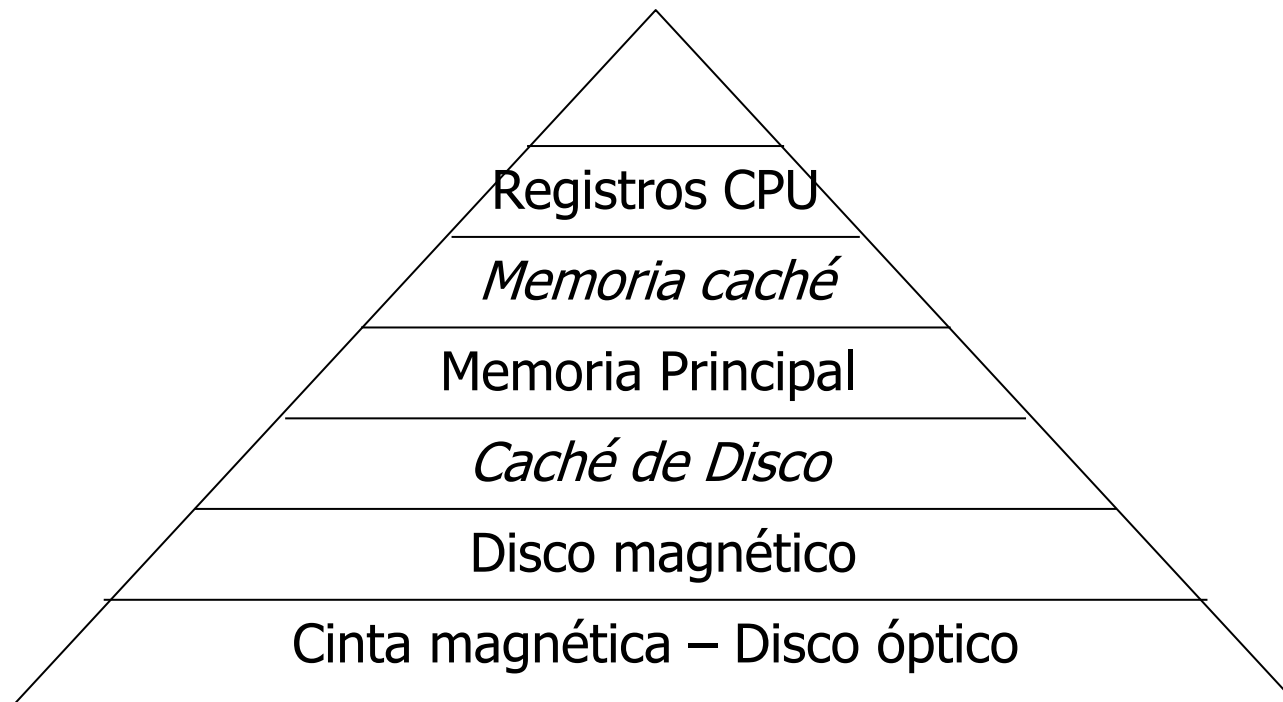 Registros CPU
Memoria caché
Memoria Principal
Caché de Disco
Disco magnético
Cinta magnética – Disco óptico